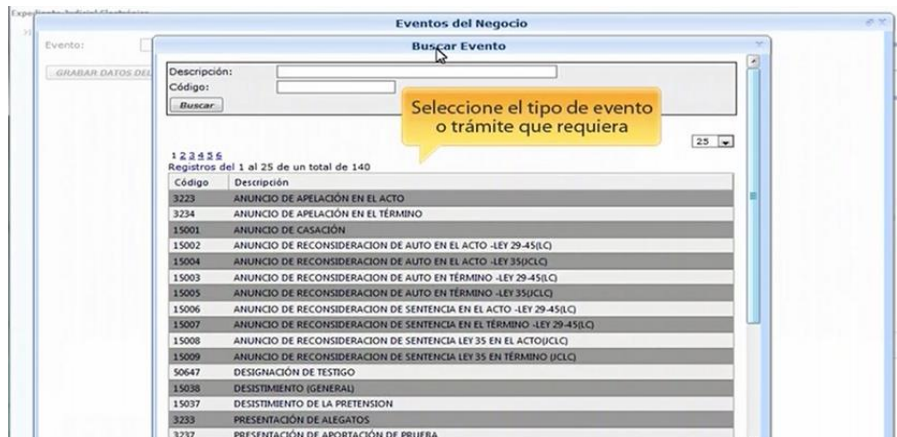 Expediente Judicial Electrónico
Eventos del Negocio
Evento:
Buscar Evento
GRABAR DATOS DEL
Descripción:
Código:
Buscar
Seleccione el tipo de evento
o trámite que requiera
25
1 2 3 4 5 6
Registros del 1 al 25 de un total de 140
Código Descripción
3223 ANUNCIO DE APELACIÓN EN EL ACTO
3234 ANUNCIO DE APELACIÓN EN EL TÉRMINO
15001 ANUNCIO DE CASACIÓN
15002 ANUNCIO DE RECONSIDERACION DE AUTO EN EL ACTO -LEY 29-45(LC)
15004 ANUNCIO DE RECONSIDERACION DE AUTO EN EL ACTO -LEY 35(JCLC)
15003 ANUNCIO DE RECONSIDERACION DE AUTO EN TÉRMINO -LEY 29-45(LC)
15005 ANUNCIO DE RECONSIDERACION DE AUTO EN TÉRMINO -LEY 35(JCLC)
15006 ANUNCIO DE RECONSIDERACION DE SENTENCIA EN EL ACTO -LEY 29-45(LC)
15007 ANUNCIO DE RECONSIDERACION DE SENTENCIA EN EL TÉRMINO -LEY 29-45(LC)
15008 ANUNCIO DE RECONSIDERACION DE SENTENCIA LEY 35 EN EL ACTO(JCLC)
15009 ANUNCIO DE RECONSIDERACION DE SENTENCIA LEY 35 EN TÉRMINO (JCLC)
50647 DESIGNACIÓN DE TESTIGO
15038 DESISTIMIENTO (GENERAL)
15037 DESISTIMIENTO DE LA PRETENSION
3233 PRESENTACIÓN DE ALEGATOS
3237 PRESENTACIÓN DE APORTACIÓN DE PRUEBA